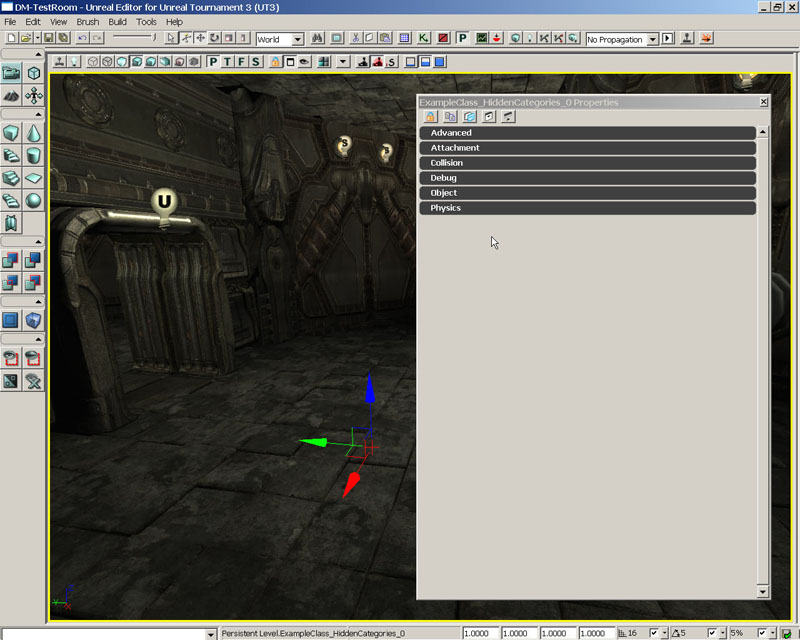 DM-TestRoom - Unreal Editor for Unreal Tournament 3 (UT3)
File Edit View Brush Build Tools Help
World
K
P
No Propagation
P T F S
S
ExampleClass_HiddenCategories_0 Properties
Advanced
Attachment
Collision
Debug
Object
Physics
S
S
U
Persistent Level.ExampleClass_HiddenCategories_0 1.0000 1.0000 1.0000 1.0000 16 5 5%